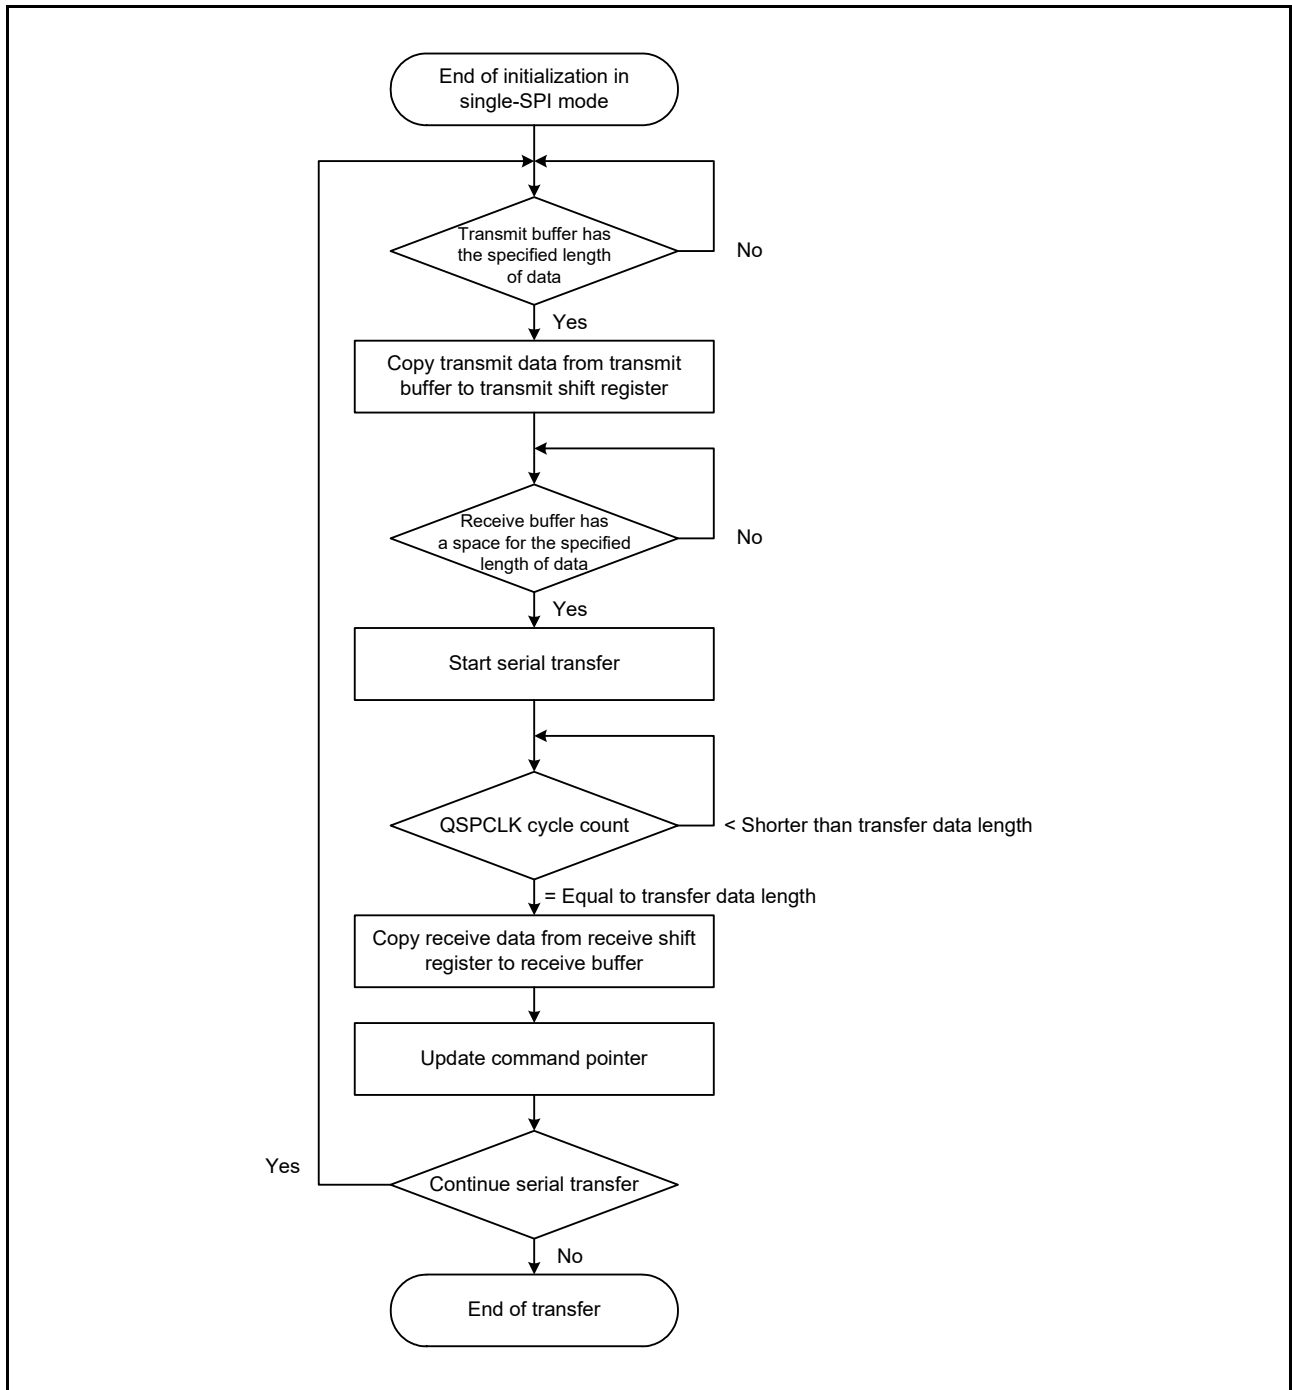 End of initialization in
single-SPI mode
Transmit buffer has
the specified length
of data
No
Yes
Copy transmit data from transmit
buffer to transmit shift register
Receive buffer has
a space for the specified
length of data
No
Yes
Start serial transfer
QSPCLK cycle count
< Shorter than transfer data length
= Equal to transfer data length
Copy receive data from receive shift
register to receive buffer
Update command pointer
Yes
Continue serial transfer
No
End of transfer